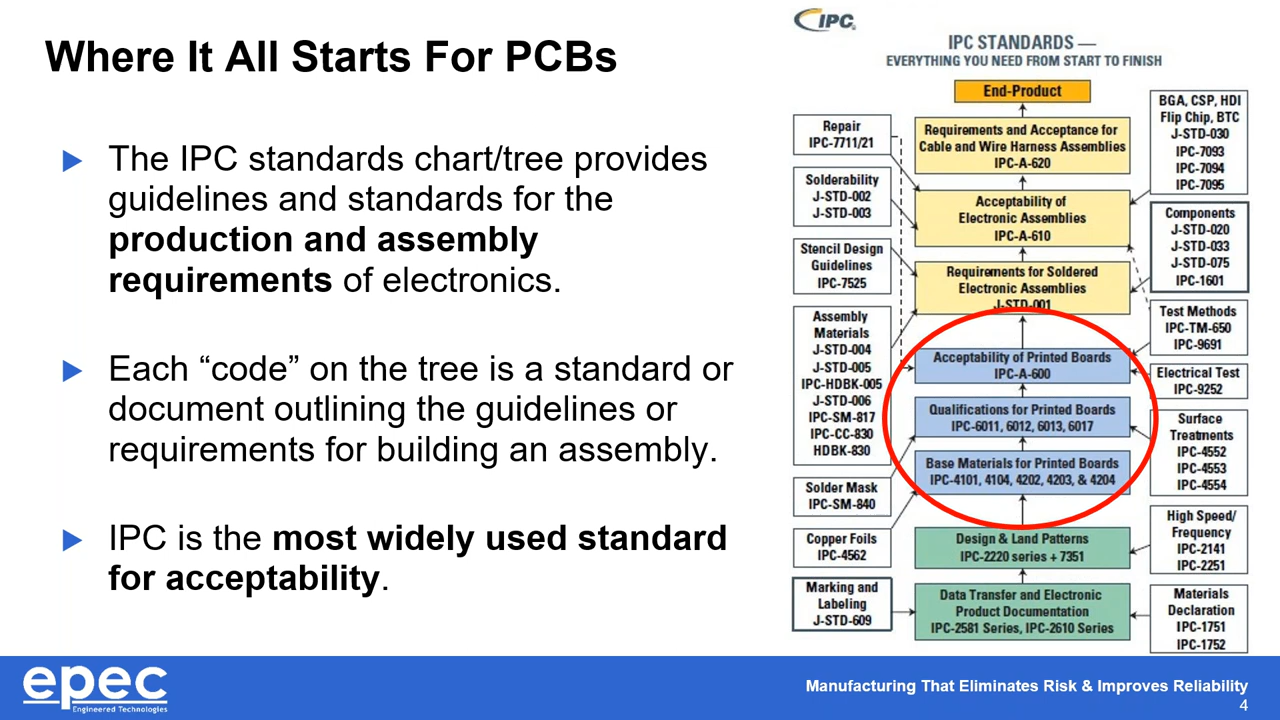 Where It All Starts For PCBs
The IPC standards chart/tree provides
guidelines and standards for the
production and assembly
requirements of electronics.
Each “code” on the tree is a standard or
document outlining the guidelines or
requirements for building an assembly.
IPC is the most widely used standard
for acceptability.
IPC
IPC STANDARDS —
EVERYTHING YOU NEED FROM START TO FINISH
End-Product
Repair
IPC-7711/21
Solderability
J-STD-002
J-STD-003
Stencil Design
Guidelines
IPC-7525
Assembly
Materials
J-STD-004
J-STD-005
IPC-HDBK-005
J-STD-006
IPC-SM-817
IPC-CC-830
HDBK-830
Solder Mask
IPC-SM-840
Copper Foils
IPC-4562
Marking and
Labeling
J-STD-609
Requirements and Acceptance for
Cable and Wire Harness Assemblies
IPC-A-620
Acceptability of
Electronic Assemblies
IPC-A-610
Requirements for Soldered
Electronic Assemblies
J-STD-001
Acceptability of Printed Boards
IPC-A-600
Qualifications for Printed Boards
IPC-6011, 6012, 6013, 6017
Base Materials for Printed Boards
IPC-4101, 4104, 4202, 4203, & 4204
Design & Land Patterns
IPC-2220 series + 7351
Data Transfer and Electronic
Product Documentation
IPC-2581 Series, IPC-2610 Series
BGA, CSP, HDI
Flip Chip, BTC
J-STD-030
IPC-7093
IPC-7094
IPC-7095
Components
J-STD-020
J-STD-033
J-STD-075
IPC-1601
Test Methods
IPC-TM-650
IPC-9691
Electrical Test
IPC-9252
Surface
Treatments
IPC-4552
IPC-4553
IPC-4554
High Speed/
Frequency
IPC-2141
IPC-2251
Materials
Declaration
IPC-1751
IPC-1752
epec
Engineered Technologies
Manufacturing That Eliminates Risk & Improves Reliability
4